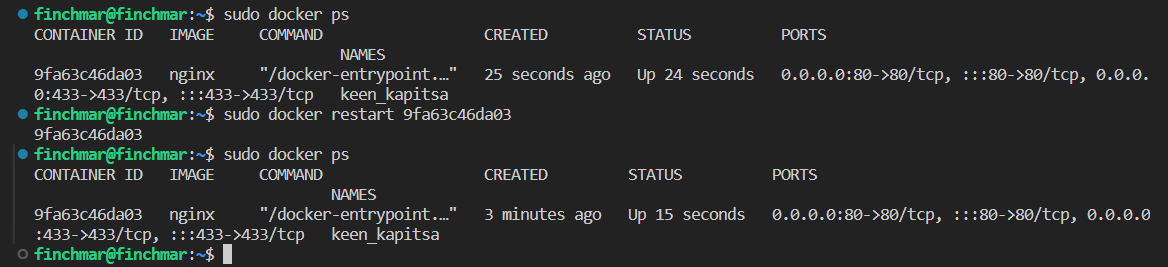 finchmar@finchmar:~$ sudo docker ps
CONTAINER ID   IMAGE     COMMAND                  CREATED          STATUS          PORTS
                                  NAMES
9fa63c46da03   nginx     "/docker-entrypoint.…"   25 seconds ago   Up 24 seconds   0.0.0.0:80->80/tcp, :::80->80/tcp, 0.0.0.
0:433->433/tcp, :::433->433/tcp   keen_kapitsa
finchmar@finchmar:~$ sudo docker restart 9fa63c46da03
9fa63c46da03
finchmar@finchmar:~$ sudo docker ps
CONTAINER ID   IMAGE     COMMAND                  CREATED         STATUS          PORTS
                                 NAMES
9fa63c46da03   nginx     "/docker-entrypoint.…"   3 minutes ago   Up 15 seconds   0.0.0.0:80->80/tcp, :::80->80/tcp, 0.0.0.0
:433->433/tcp, :::433->433/tcp   keen_kapitsa
finchmar@finchmar:~$